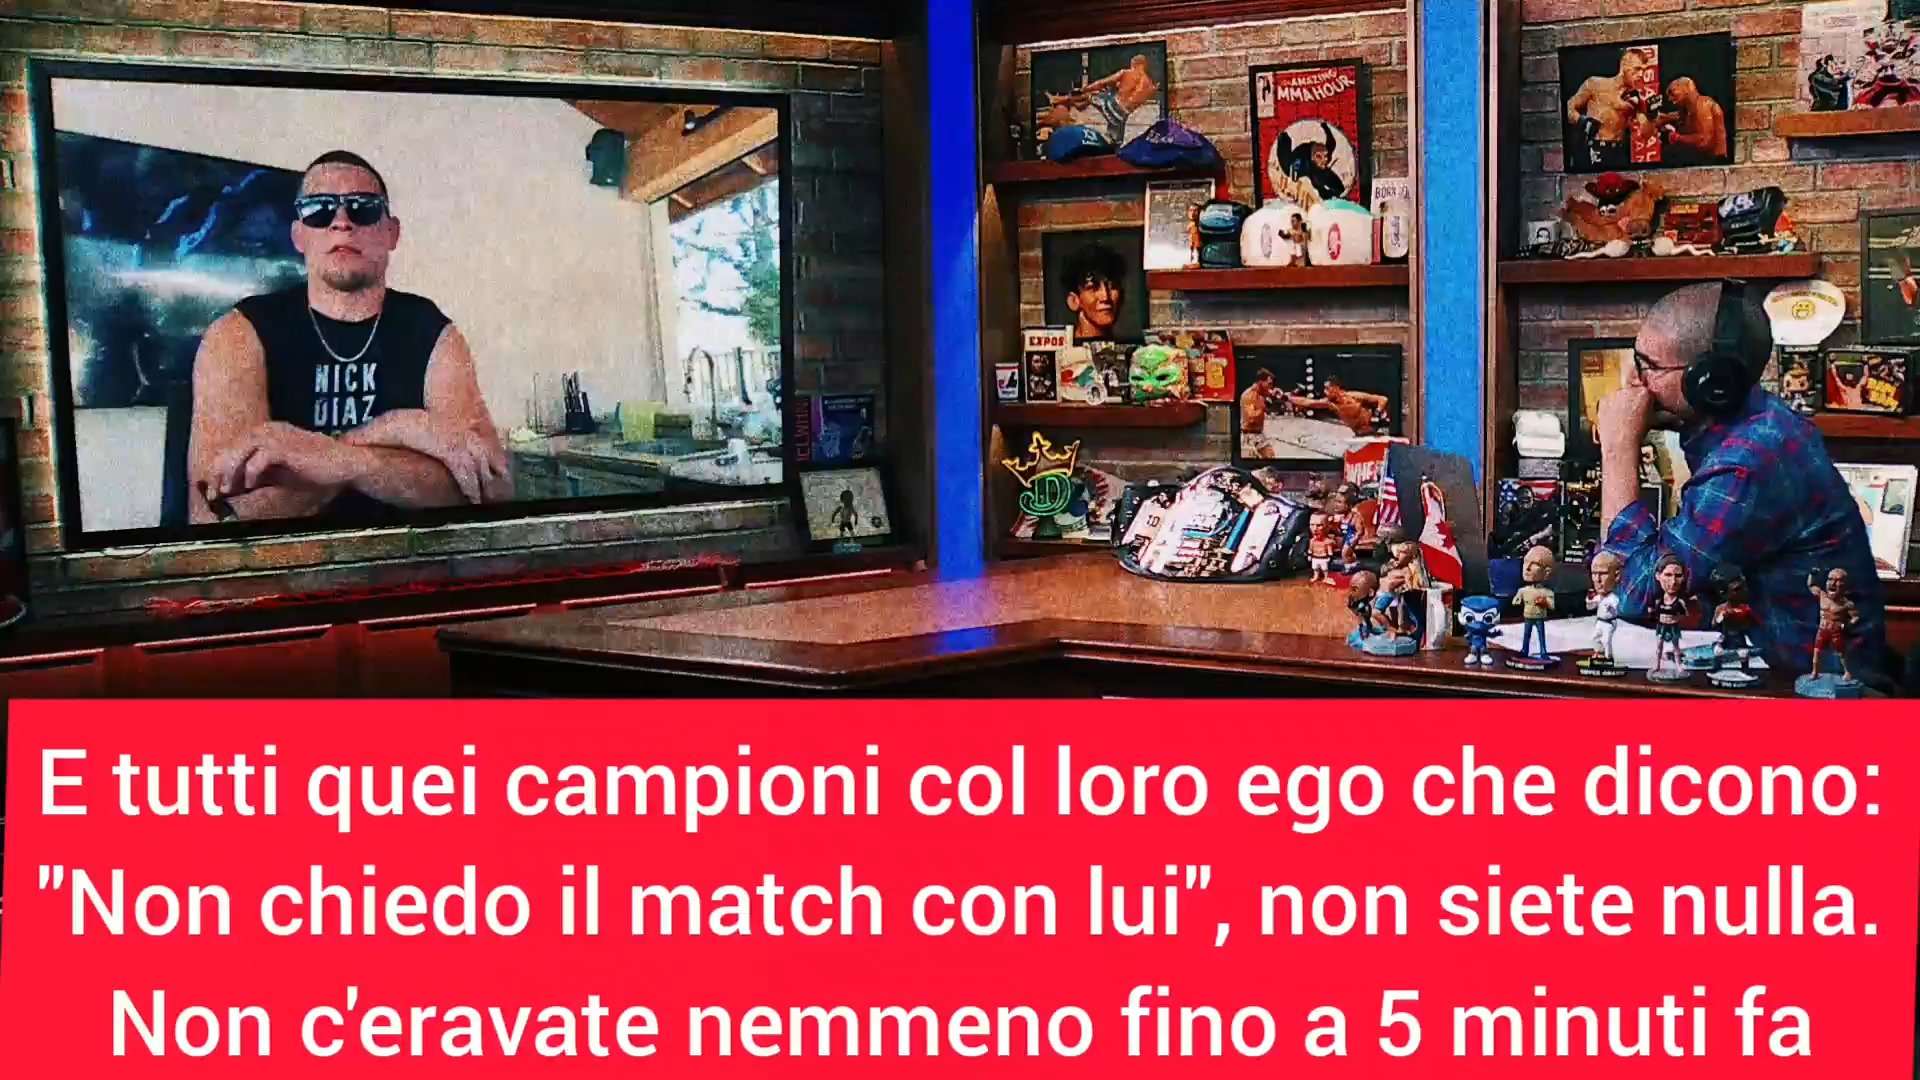 AMAZING
MMA HOUR
NICK
DIAZ
EXPOS
JD
E tutti quei campioni col loro ego che dicono:
"Non chiedo il match con lui", non siete nulla.
Non c'eravate nemmeno fino a 5 minuti fa